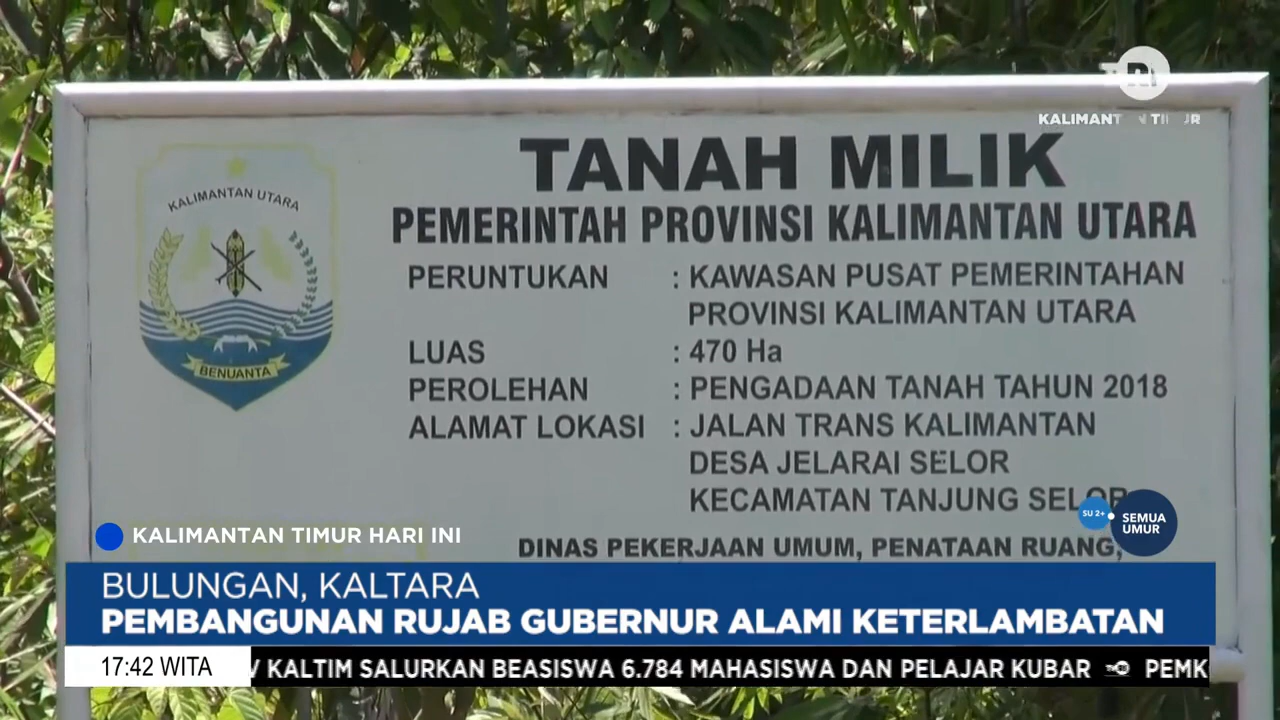 KALIMANTAN TIMUR
KALIMANTAN UTARA
BENUANTA
TANAH MILIK
PEMERINTAH PROVINSI KALIMANTAN UTARA
PERUNTUKAN : KAWASAN PUSAT PEMERINTAHAN
PROVINSI KALIMANTAN UTARA
LUAS : 470 Ha
PEROLEHAN : PENGADAAN TANAH TAHUN 2018
ALAMAT LOKASI : JALAN TRANS KALIMANTAN
DESA JELARAI SELOR
KECAMATAN TANJUNG SELOR
DINAS PEKERJAAN UMUM, PENATAAN RUANG,
SU 2+
SEMUA
UMUR
KALIMANTAN TIMUR HARI INI
BULUNGAN, KALTARA
PEMBANGUNAN RUJAB GUBERNUR ALAMI KETERLAMBATAN
17:42 WITA
V KALTIM SALURKAN BEASISWA 6.784 MAHASISWA DAN PELAJAR KUBAR PEMK